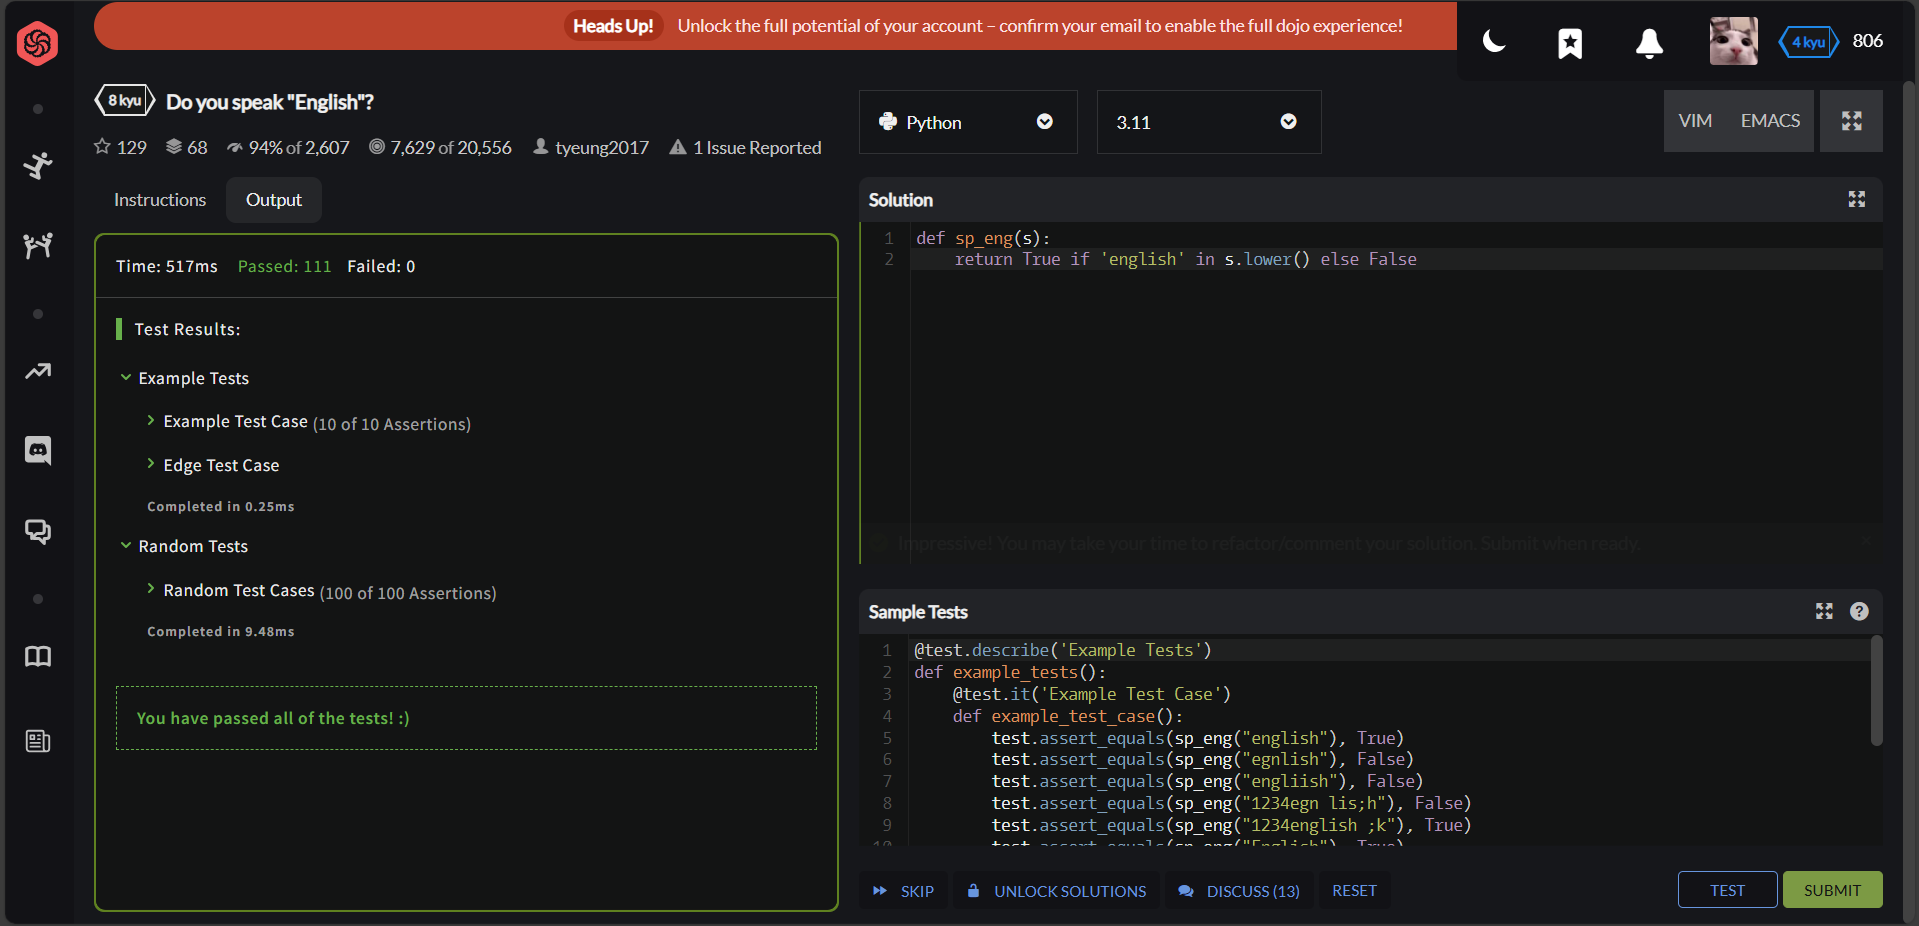 Heads Up! Unlock the full potential of your account – confirm your email to enable the full dojo experience!
4 kyu 806
8 kyu Do you speak "English"?
129 68 94% of 2,607 7,629 of 20,556 tyeung2017 1 Issue Reported
Python 3.11 VIM EMACS
Instructions Output
Time: 517ms Passed: 111 Failed: 0
Test Results:
Example Tests
Example Test Case (10 of 10 Assertions)
Edge Test Case
Completed in 0.25ms
Random Tests
Random Test Cases (100 of 100 Assertions)
Completed in 9.48ms
You have passed all of the tests! :)
Solution
1 def sp_eng(s):
2     return True if 'english' in s.lower() else False
Impressive! You may take your time to refactor/comment your solution. Submit when ready.
Sample Tests
1 @test.describe('Example Tests')
2 def example_tests():
3     @test.it('Example Test Case')
4     def example_test_case():
5         test.assert_equals(sp_eng("english"), True)
6         test.assert_equals(sp_eng("egnlish"), False)
7         test.assert_equals(sp_eng("engliish"), False)
8         test.assert_equals(sp_eng("1234egn lis;h"), False)
9         test.assert_equals(sp_eng("1234english ;k"), True)
10         test.assert_equals(sp_eng("English"), True)
SKIP UNLOCK SOLUTIONS DISCUSS (13) RESET TEST SUBMIT